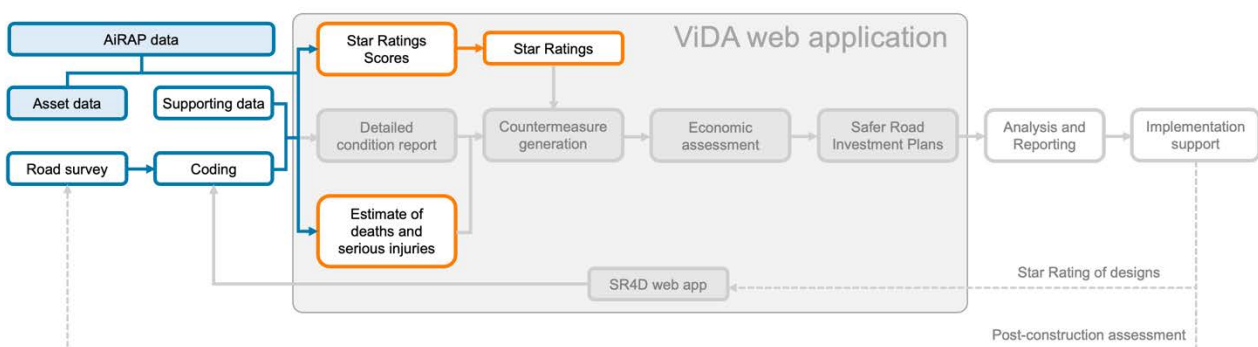 ViDA web application
AiRAP data
Asset data
Supporting data
Road survey
Coding
Star Ratings
Scores
Star Ratings
Detailed
condition report
Countermeasure
generation
Economic
assessment
Safer Road
Investment Plans
Analysis and
Reporting
Implementation
support
Estimate of
deaths and
serious injuries
SR4D web app
Star Rating of designs
Post-construction assessment